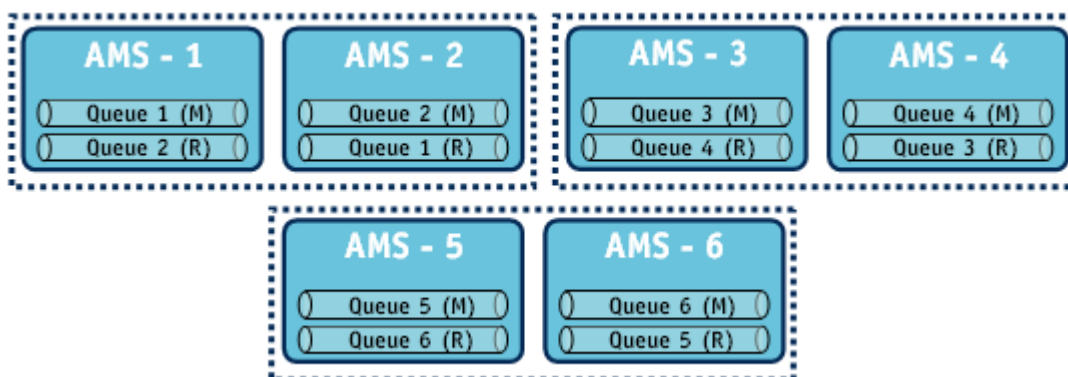 AMS - 1
Queue 1 (M)
Queue 2 (R)
AMS - 2
Queue 2 (M)
Queue 1 (R)
AMS - 3
Queue 3 (M)
Queue 4 (R)
AMS - 4
Queue 4 (M)
Queue 3 (R)
AMS - 5
Queue 5 (M)
Queue 6 (R)
AMS - 6
Queue 6 (M)
Queue 5 (R)